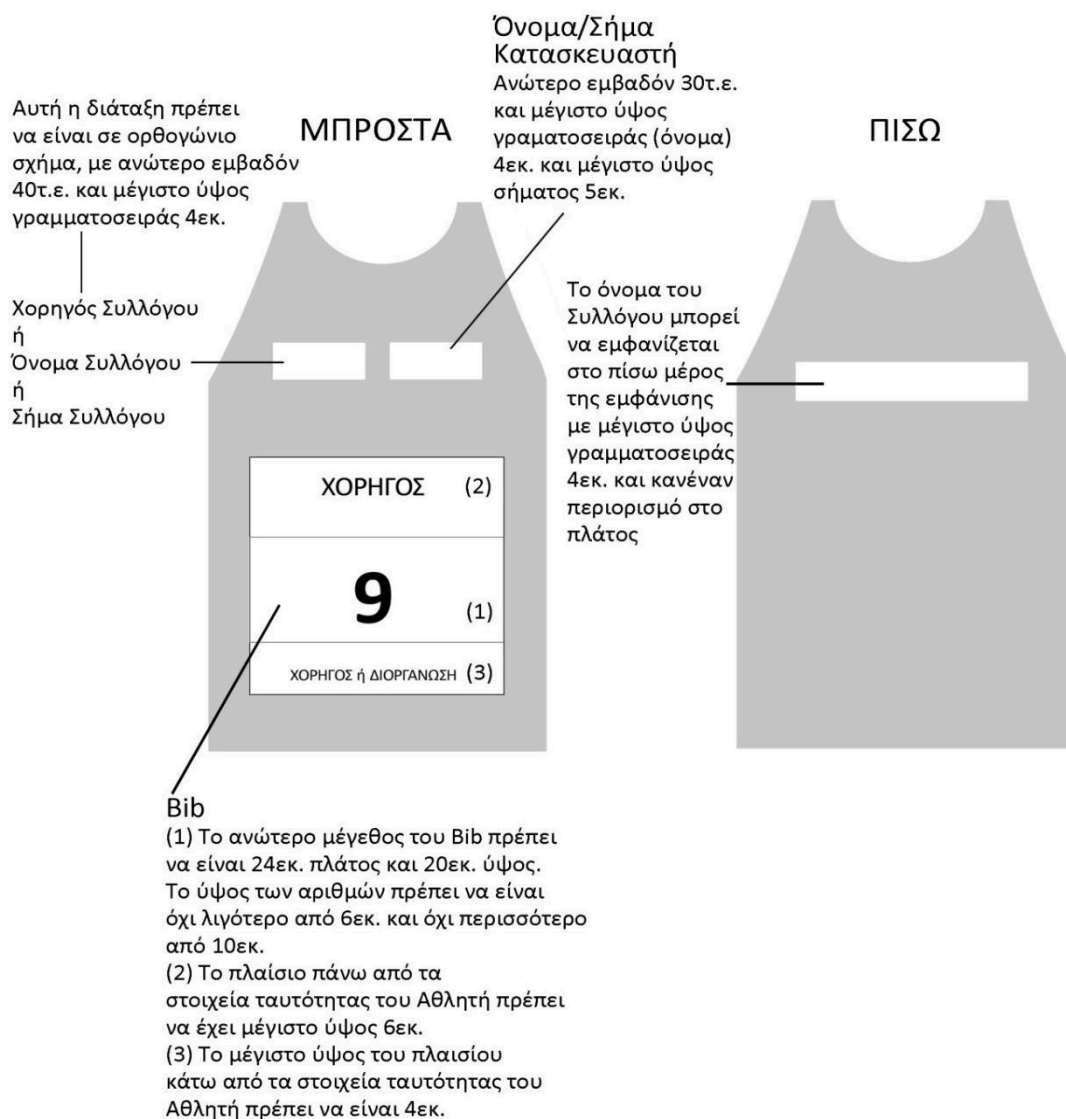 Όνομα/Σήμα
Κατασκευαστή
Ανώτερο εμβαδόν 30τ.ε.
και μέγιστο ύψος
γραματοσειράς (όνομα)
4εκ. και μέγιστο ύψος
σήματος 5εκ.
Αυτή η διάταξη πρέπει
να είναι σε ορθογώνιο
σχήμα, με ανώτερο εμβαδόν
40τ.ε. και μέγιστο ύψος
γραμματοσειράς 4εκ.
ΜΠΡΟΣΤΑ
ΠΙΣΩ
Χορηγός Συλλόγου
ή
Όνομα Συλλόγου
ή
Σήμα Συλλόγου
Το όνομα του
Συλλόγου μπορεί
να εμφανίζεται
στο πίσω μέρος
της εμφάνισης
με μέγιστο ύψος
γραμματοσειράς
4εκ. και κανέναν
περιορισμό στο
πλάτος
ΧΟΡΗΓΟΣ (2)
9 (1)
ΧΟΡΗΓΟΣ ή ΔΙΟΡΓΑΝΩΣΗ (3)
Bib
(1) Το ανώτερο μέγεθος του Bib πρέπει
να είναι 24εκ. πλάτος και 20εκ. ύψος.
Το ύψος των αριθμών πρέπει να είναι
όχι λιγότερο από 6εκ. και όχι περισσότερο
από 10εκ.
(2) Το πλαίσιο πάνω από τα
στοιχεία ταυτότητας του Αθλητή πρέπει
να έχει μέγιστο ύψος 6εκ.
(3) Το μέγιστο ύψος του πλαισίου
κάτω από τα στοιχεία ταυτότητας του
Αθλητή πρέπει να είναι 4εκ.